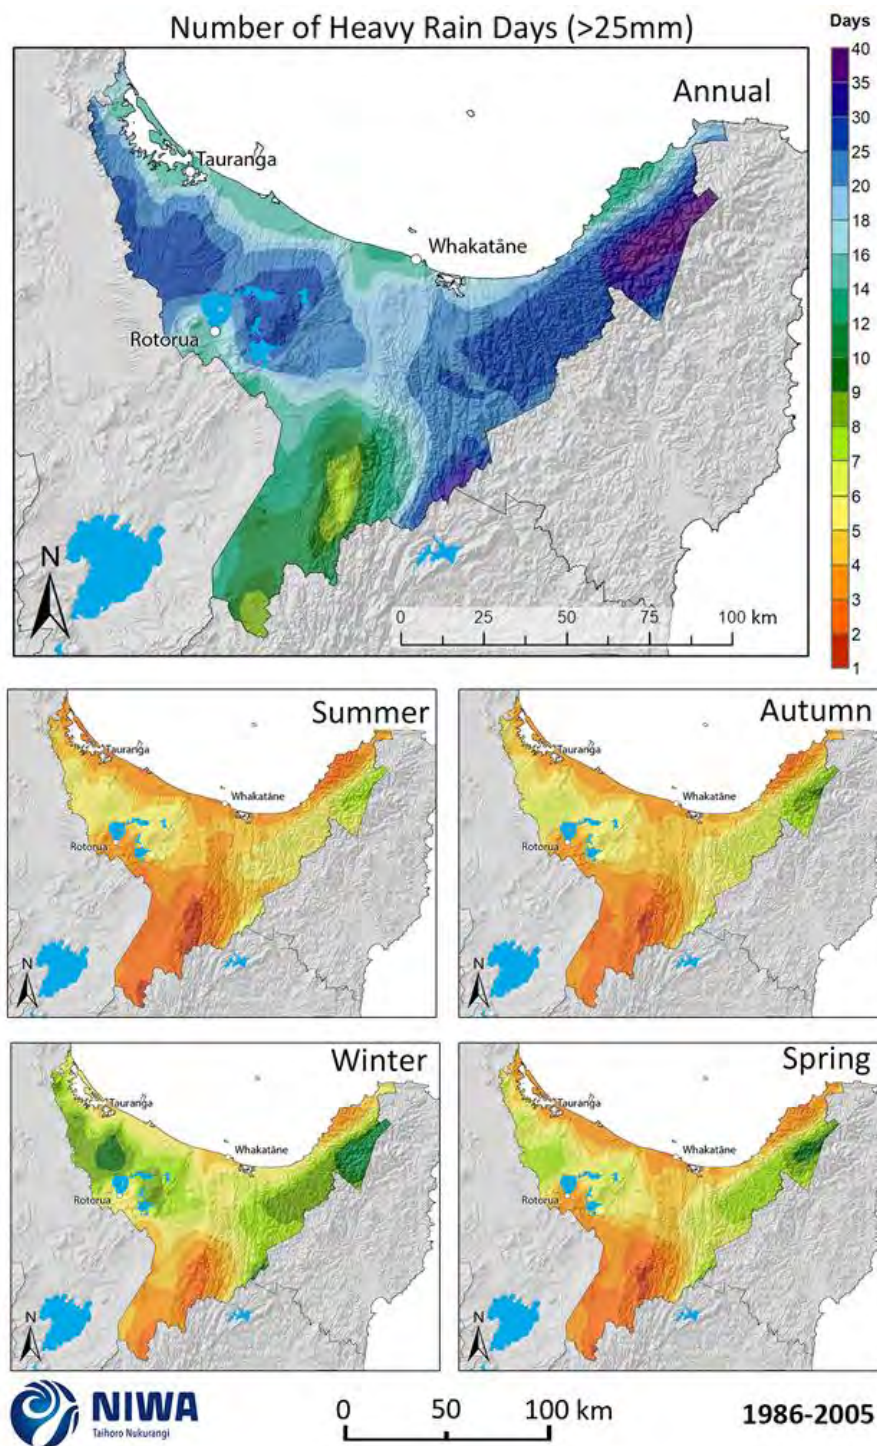 Number of Heavy Rain Days (>25mm)
Days
Annual
Tauranga
Whakatāne
Rotorua
N
0 25 50 75 100 km
40
35
30
25
20
18
16
14
12
10
9
8
7
6
5
4
3
2
1
Summer
Tauranga
Whakatāne
Rotorua
N
Autumn
Tauranga
Whakatāne
Rotorua
N
Winter
Tauranga
Whakatāne
Rotorua
N
Spring
Tauranga
Whakatāne
Rotorua
N
NIWA
Taihoro Nukurangi
0 50 100 km
1986-2005